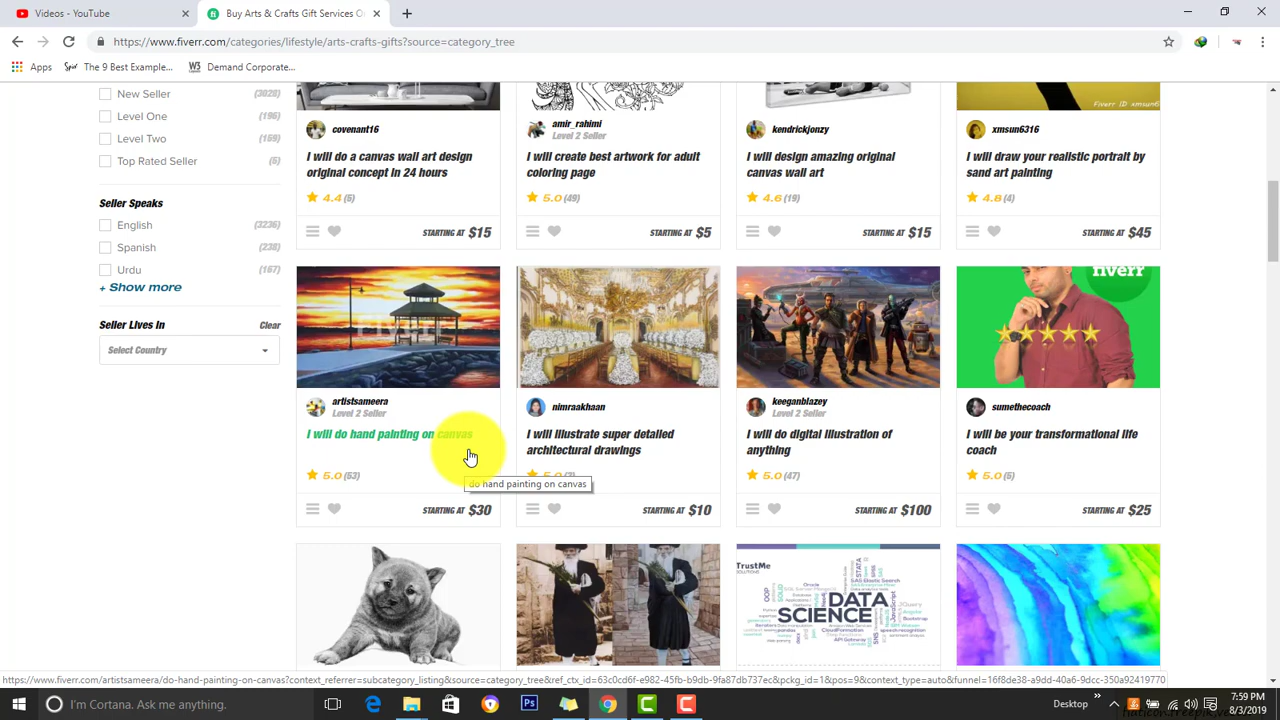 Youtube - Videos
Buy Arts & Crafts Gift Services O
https://www.fiverr.com/categories/lifestyle/arts-crafts-gifts?source=category_tree
Apps
The 9 Best Example...
W3
Demand Corporate...
New Seller (3028)
Level One (196)
Level Two (159)
Top Rated Seller (5)
Seller Speaks
English (3236)
Spanish (238)
Urdu (167)
+ Show more
Seller Lives In
Clear
Select Country
covenant16
I will do a canvas wall art design
original concept in 24 hours
4.4 (5)
STARTING AT $15
amir_rahimi
Level 2 Seller
I will create best artwork for adult
coloring page
5.0 (49)
STARTING AT $5
kendrickjonzy
I will design amazing original
canvas wall art
4.6 (19)
STARTING AT $15
Fiverr ID xmsun6
xmsun6316
I will draw your realistic portrait by
sand art painting
4.8 (4)
STARTING AT $45
artistsameera
Level 2 Seller
I will do hand painting on canvas
5.0 (53)
STARTING AT $30
do hand painting on canvas
nimraakhaan
I will illustrate super detailed
architectural drawings
STARTING AT $10
keeganblazey
Level 2 Seller
I will do digital illustration of
anything
5.0 (47)
STARTING AT $100
fiverr
sumethecoach
I will be your transformational life
coach
5.0 (5)
STARTING AT $25
TrustMe
DATA
SCIENCE
https://www.fiverr.com/artistsameera/do-hand-painting-on-canvas?context_referrer=subcategory_listing&source=category_tree&ref_ctx_id=63c0cd6f-e982-45fb-b9db-9fa87db737ec&pckg_id=1&pos=9&context_type=auto&funnel=16f8de38-a9dd-40a6-9dcc-350a92419770
I'm Cortana. Ask me anything.
Desktop
7:59 PM
8/3/2019